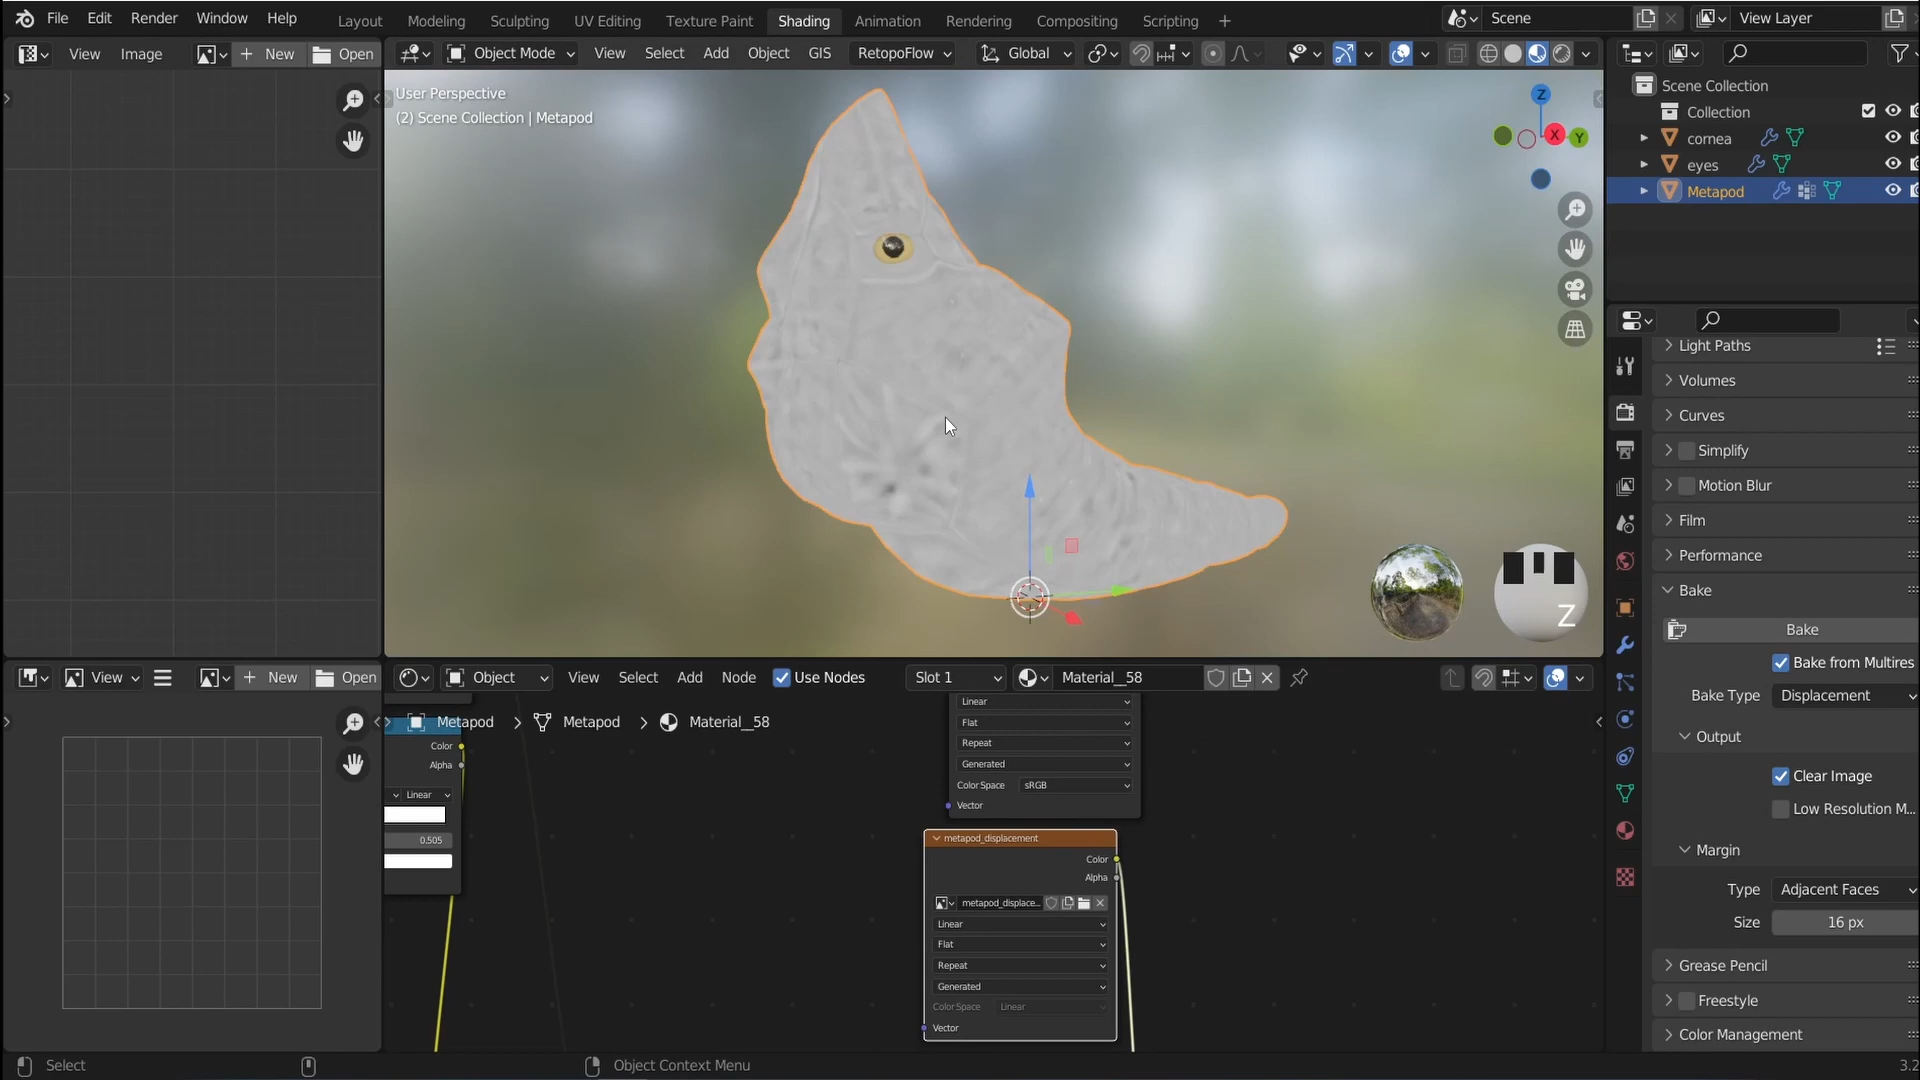 File Edit Render Window Help
Layout Modeling Sculpting UV Editing Texture Paint Shading Animation Rendering Compositing Scripting +
Scene
View Layer
View Image + New Open
Object Mode View Select Add Object GIS RetopoFlow Global
User Perspective
(2) Scene Collection | Metapod
Z
X
Y
Z
Scene Collection
Collection
cornea
eyes
Metapod
Light Paths
Volumes
Curves
Simplify
Motion Blur
Film
Performance
Bake
Bake
Bake from Multires
Bake Type Displacement
Output
Clear Image
Low Resolution M...
Margin
Type Adjacent Faces
Size 16 px
Grease Pencil
Freestyle
Color Management
View + New Open
Object View Select Add Node Use Nodes Slot 1 Material__58
Metapod > Metapod > Material__58
Color
Alpha
Linear
0.505
Linear
Flat
Repeat
Generated
Color Space sRGB
Vector
metapod_displacement
Color
Alpha
metapod_displace...
Linear
Flat
Repeat
Generated
Color Space Linear
Vector
Select
Object Context Menu
3.2